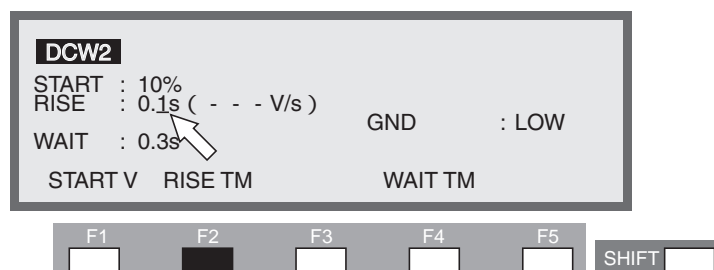 DCW2
START : 10%
RISE : 0.1s ( - - - V/s )
GND : LOW
WAIT : 0.3s
START V RISE TM WAIT TM
F1 F2 F3 F4 F5
SHIFT